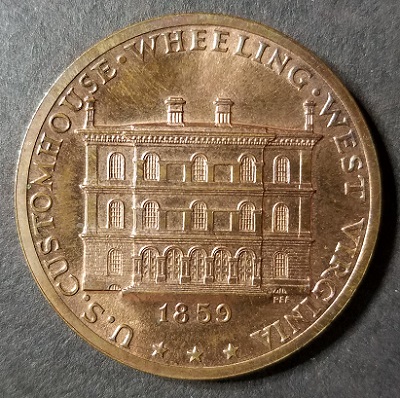 U.S. CUSTOMHOUSE · WHEELING · WEST VIRGINIA
1859